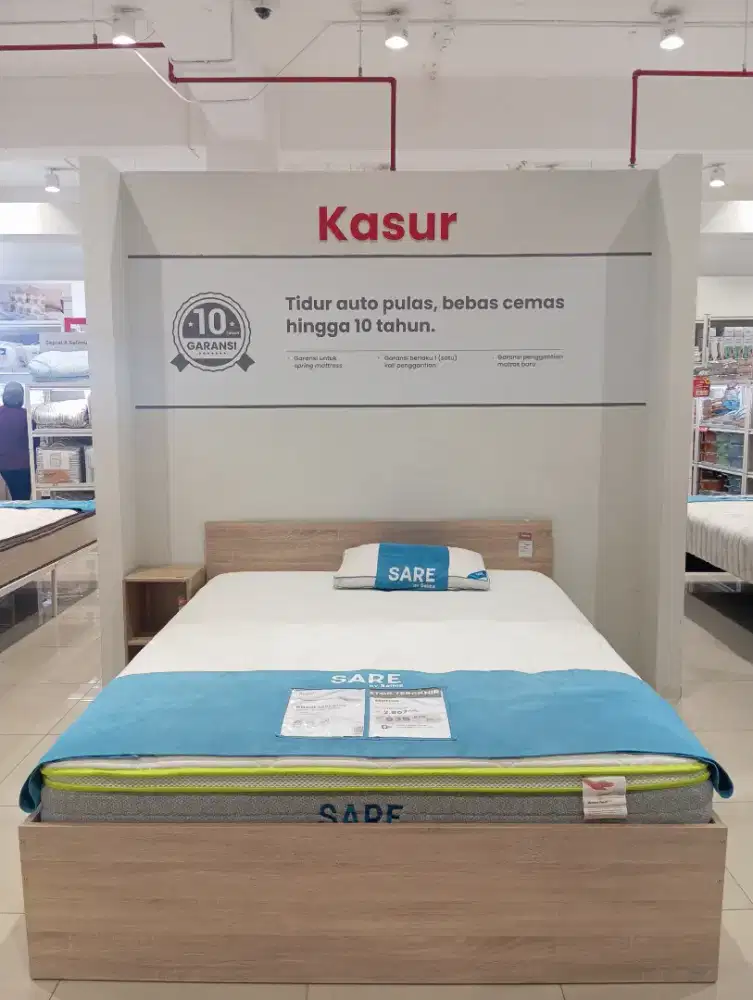 Kasur
10
GARANSI
Tidur auto pulas, bebas cemas
hingga 10 tahun.
Garansi untuk
spring mattress
Garansi berlaku 1 (satu)
kali penggantian
Garansi penggantian
matras baru
SARE
SARE
SARE